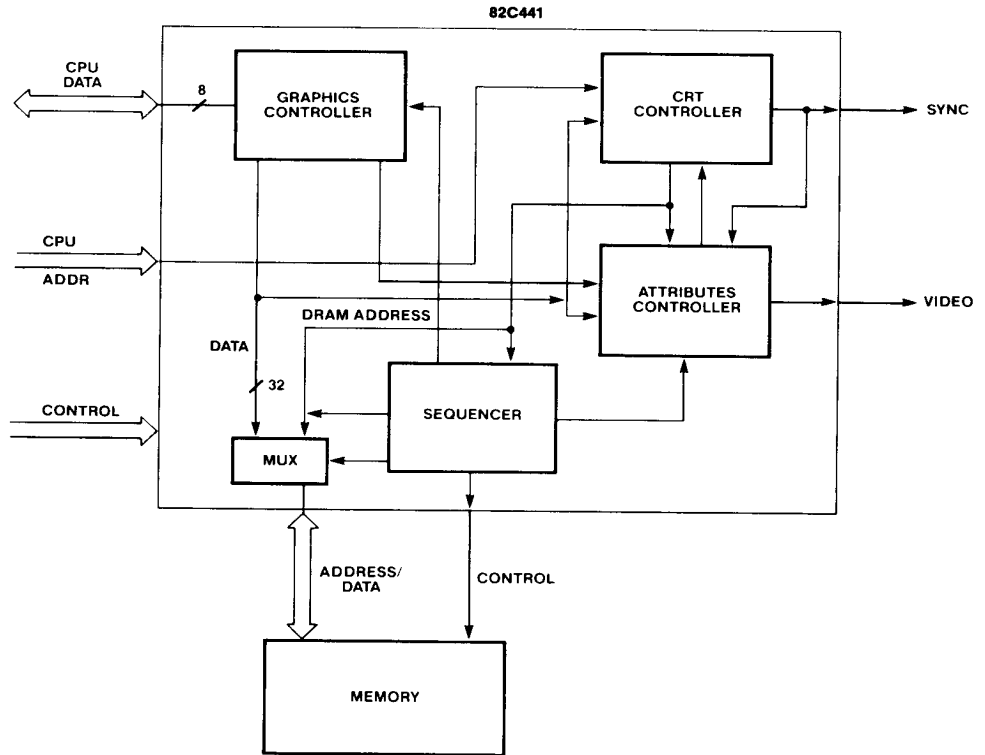 82C441
CPU
DATA
8
GRAPHICS
CONTROLLER
CRT
CONTROLLER
SYNC
CPU
ADDR
ATTRIBUTES
CONTROLLER
VIDEO
DRAM ADDRESS
DATA
32
SEQUENCER
CONTROL
MUX
ADDRESS/
DATA
CONTROL
MEMORY